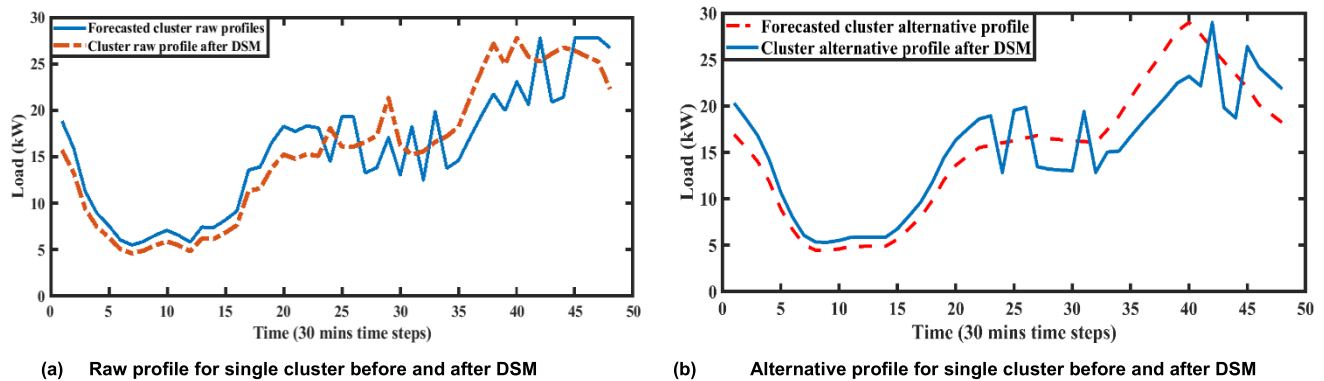 30
25
20
15
10
5
0
Load (kW)
Forecasted cluster raw profiles
Cluster raw profile after DSM
0 5 10 15 20 25 30 35 40 45 50
Time (30 mins time steps)
(a) Raw profile for single cluster before and after DSM
30
25
20
15
10
5
0
Load (kW)
Forecasted cluster alternative profile
Cluster alternative profile after DSM
0 5 10 15 20 25 30 35 40 45 50
Time (30 mins time steps)
(b) Alternative profile for single cluster before and after DSM